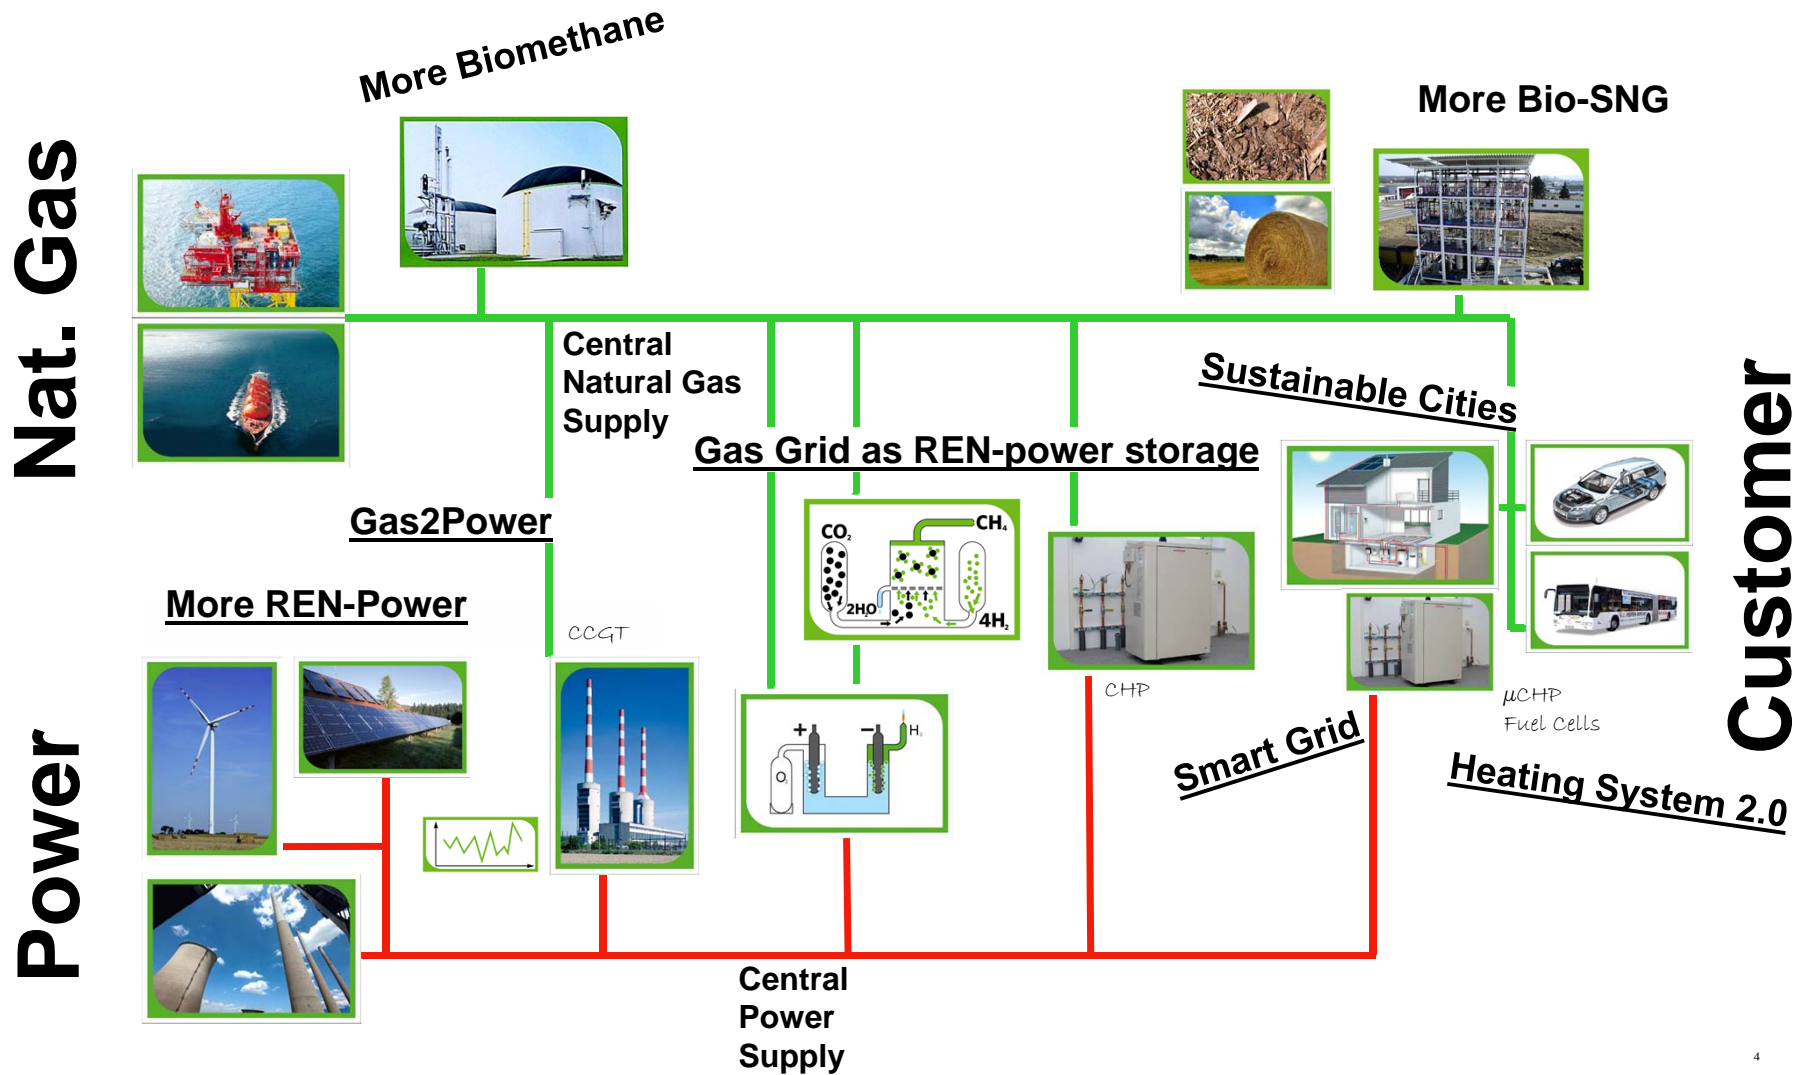 More Biomethane
More Bio-SNG
Nat. Gas
Central
Natural Gas
Supply
Sustainable Cities
Customer
Gas Grid as REN-power storage
Gas2Power
CO₂
CH₄
2H₂O
4H₂
More REN-Power
CCGT
CHP
µCHP
Fuel Cells
Smart Grid
Heating System 2.0
Power
+
−
O₂
H₂
Central
Power
Supply
4